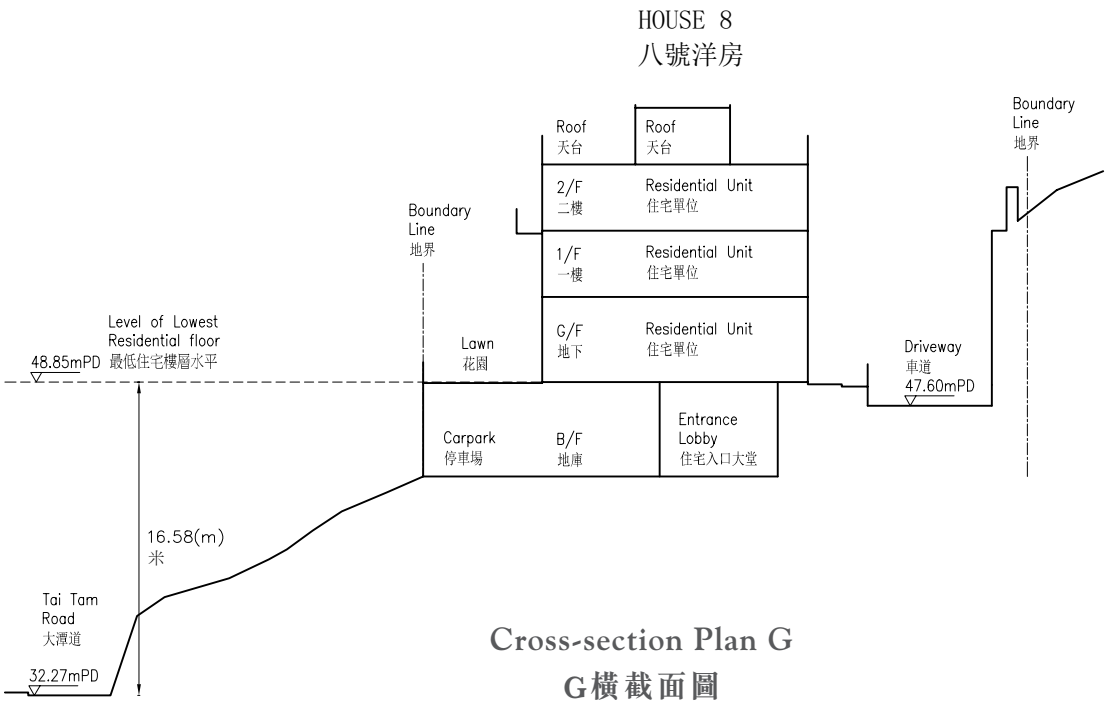 HOUSE 8
八號洋房
Boundary
Line
地界
Roof
天台
Roof
天台
2/F
二樓
Residential Unit
住宅單位
Boundary
Line
地界
1/F
一樓
Residential Unit
住宅單位
Level of Lowest
Residential floor
最低住宅樓層水平
48.85mPD
Lawn
花園
G/F
地下
Residential Unit
住宅單位
Driveway
車道
47.60mPD
Carpark
停車場
B/F
地庫
Entrance
Lobby
住宅入口大堂
16.58(m)
米
Tai Tam
Road
大潭道
32.27mPD
Cross-section Plan G
G橫截面圖